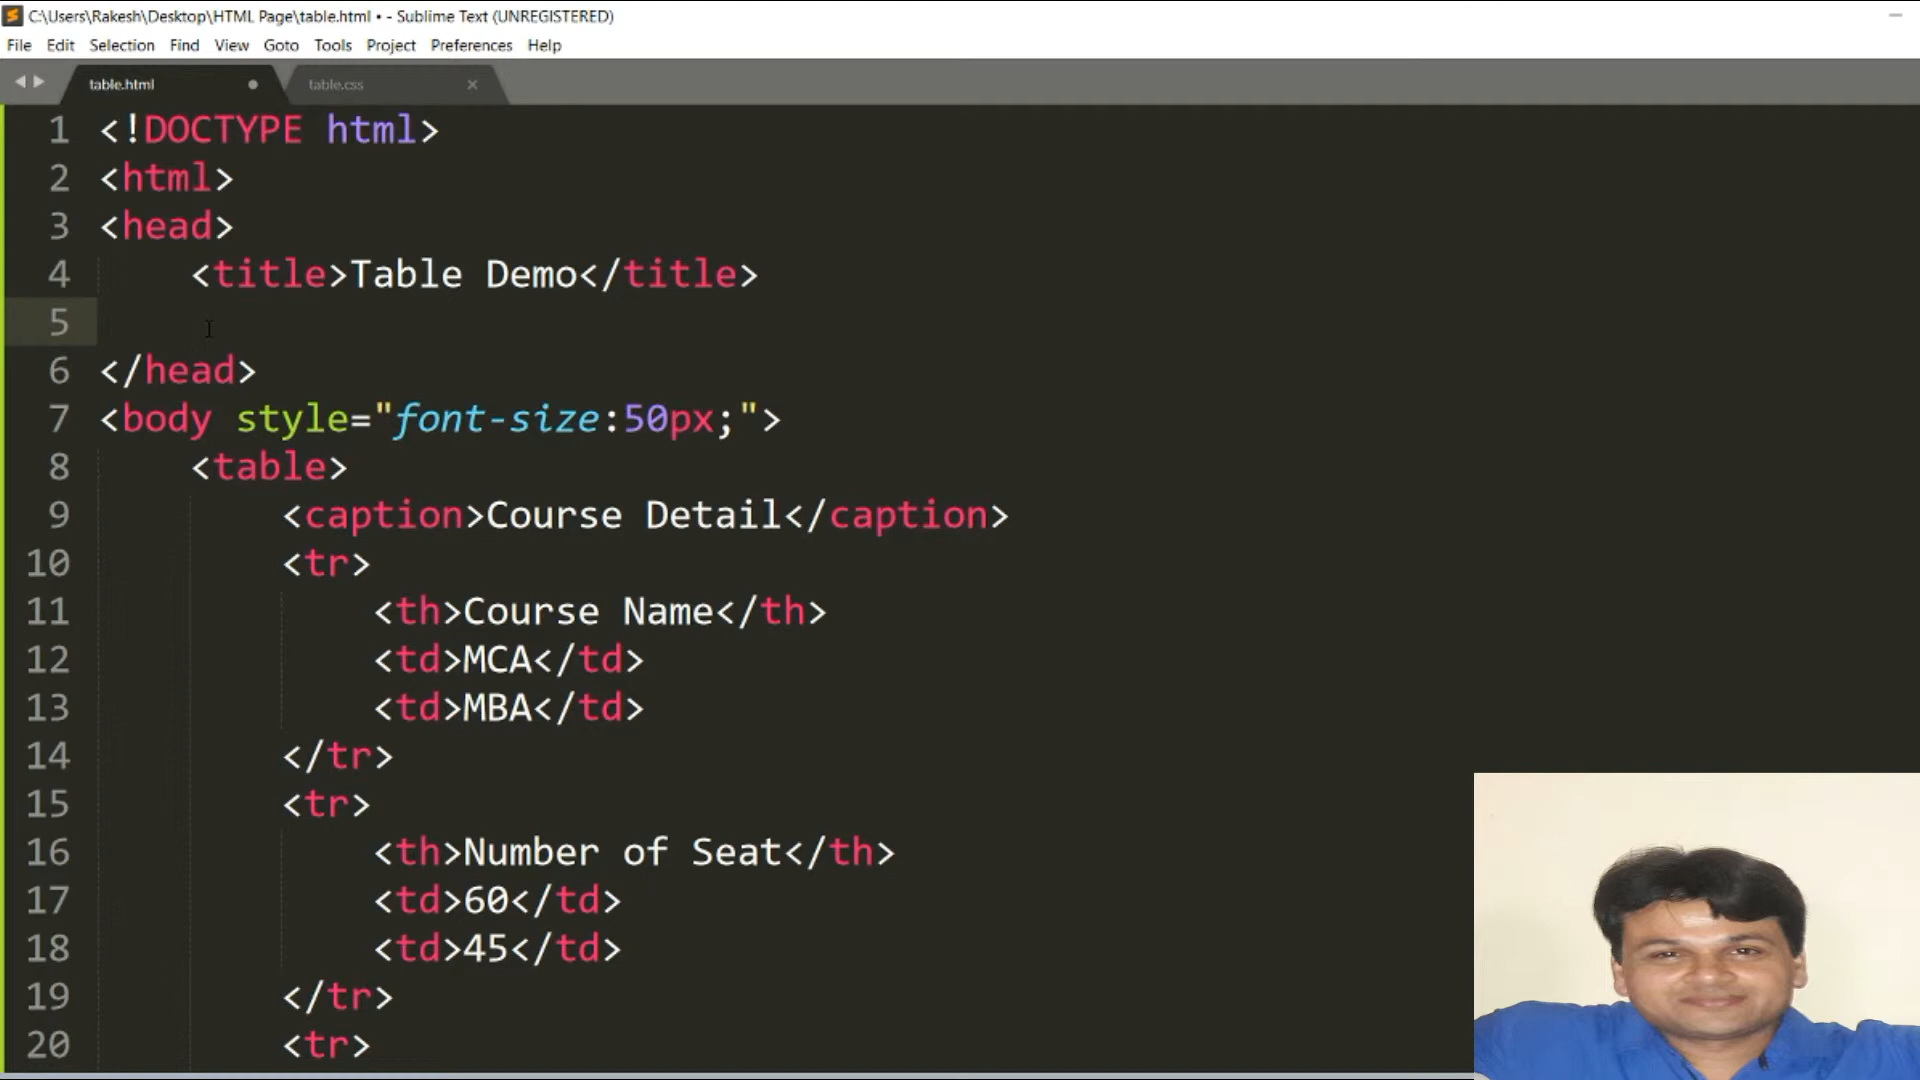 C:\Users\Rakesh\Desktop\HTML Page\table.html • - Sublime Text (UNREGISTERED)
File Edit Selection Find View Goto Tools Project Preferences Help
table.html table.css
1 <!DOCTYPE html>
2 <html>
3 <head>
4 <title>Table Demo</title>
5
6 </head>
7 <body style="font-size:50px;">
8 <table>
9 <caption>Course Detail</caption>
10 <tr>
11 <th>Course Name</th>
12 <td>MCA</td>
13 <td>MBA</td>
14 </tr>
15 <tr>
16 <th>Number of Seat</th>
17 <td>60</td>
18 <td>45</td>
19 </tr>
20 <tr>